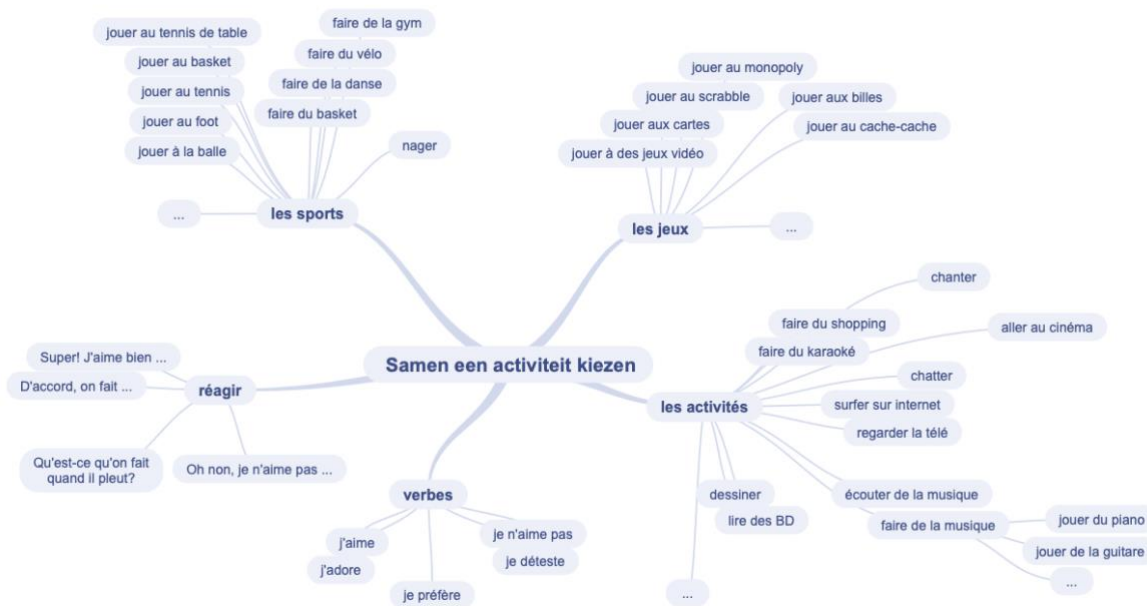 Samen een activiteit kiezen
les sports
jouer au tennis de table
jouer au basket
jouer au tennis
jouer au foot
jouer à la balle
...
faire de la gym
faire du vélo
faire de la danse
faire du basket
nager
les jeux
jouer au monopoly
jouer au scrabble
jouer aux cartes
jouer à des jeux vidéo
jouer aux billes
jouer au cache-cache
...
les activités
chanter
faire du shopping
aller au cinéma
faire du karaoké
chatter
surfer sur internet
regarder la télé
écouter de la musique
faire de la musique
jouer du piano
jouer de la guitare
...
dessiner
lire des BD
...
verbes
j'aime
j'adore
je préfère
je n'aime pas
je déteste
réagir
Super! J'aime bien ...
D'accord, on fait ...
Qu'est-ce qu'on fait
quand il pleut?
Oh non, je n'aime pas ...